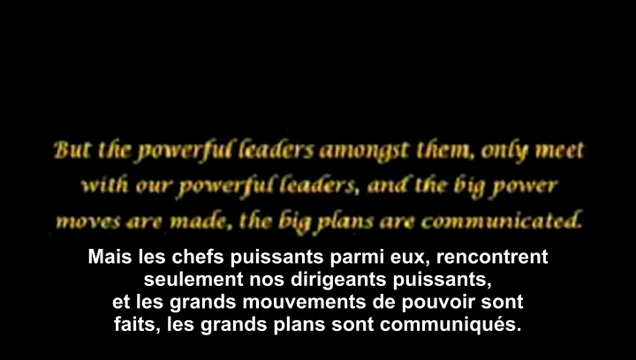 But the powerful leaders amongst them, only meet
with our powerful leaders, and the big power
moves are made, the big plans are communicated.
Mais les chefs puissants parmi eux, rencontrent
seulement nos dirigeants puissants,
et les grands mouvements de pouvoir sont
faits, les grands plans sont communiqués.